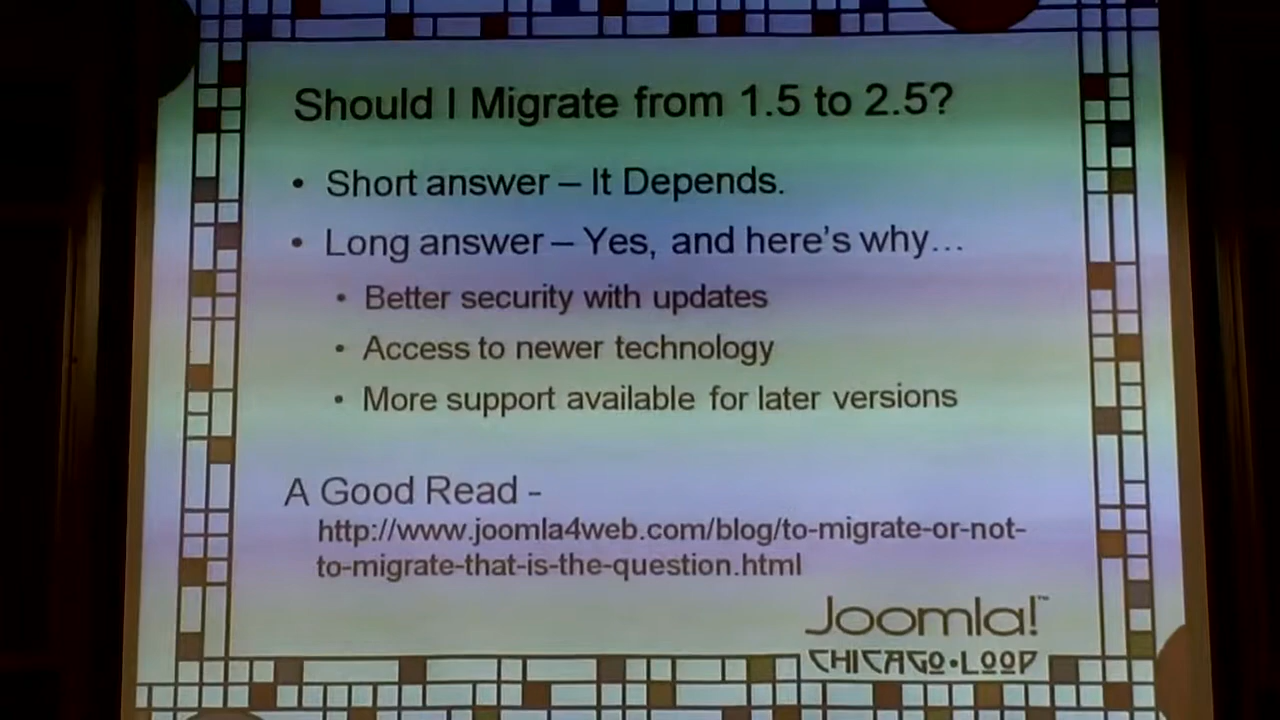 Should I Migrate from 1.5 to 2.5?
• Short answer – It Depends.
• Long answer – Yes, and here's why…
• Better security with updates
• Access to newer technology
• More support available for later versions
A Good Read -
http://www.joomla4web.com/blog/to-migrate-or-not-
to-migrate-that-is-the-question.html
Joomla!™
CHICAGO•LOOP